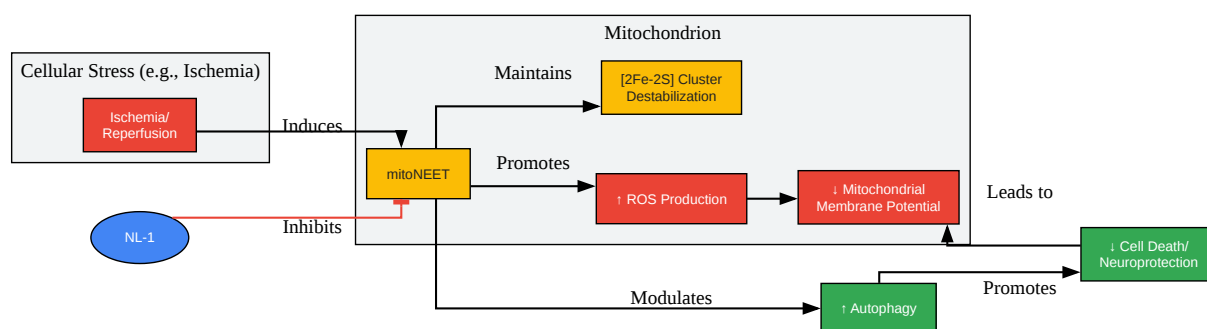 Mitochondrion
Cellular Stress (e.g., Ischemia)
Maintains
[2Fe-2S] Cluster
Destabilization
Ischemia/
Reperfusion
Induces
mitoNEET
Promotes
↑ ROS Production
↓ Mitochondrial
Membrane Potential
Leads to
NL-1
Inhibits
↓ Cell Death/
Neuroprotection
Modulates
↑ Autophagy
Promotes